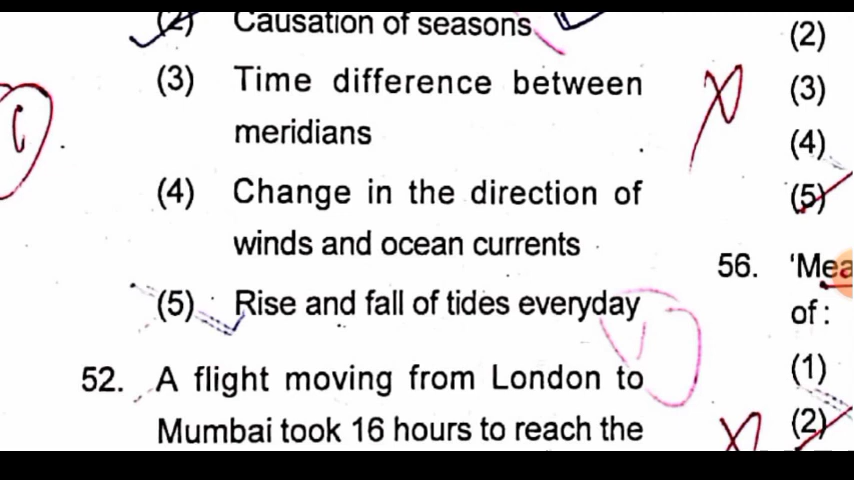 (2) Causation of seasons
(3) Time difference between
meridians
(4) Change in the direction of
winds and ocean currents
(5) Rise and fall of tides everyday
52. A flight moving from London to
Mumbai took 16 hours to reach the
(2)
(3)
(4)
(5)
56. 'Mea
of :
(1)
(2)